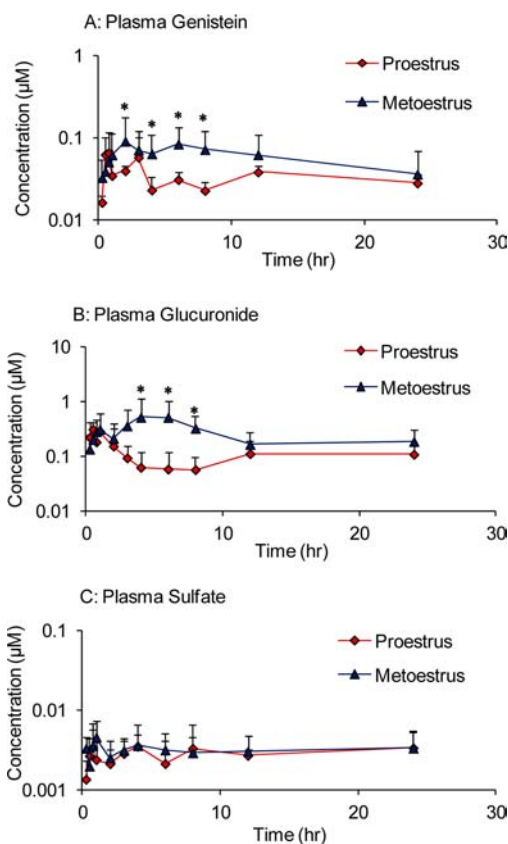 A: Plasma Genistein
Concentration (µM)
1
0.1
0.01
Proestrus
Metoestrus
* * * *
0 10 20 30
Time (hr)
B: Plasma Glucuronide
Concentration (µM)
10
1
0.1
0.01
Proestrus
Metoestrus
* * *
0 10 20 30
Time (hr)
C: Plasma Sulfate
Concentration (µM)
0.1
0.01
0.001
Proestrus
Metoestrus
0 10 20 30
Time (hr)